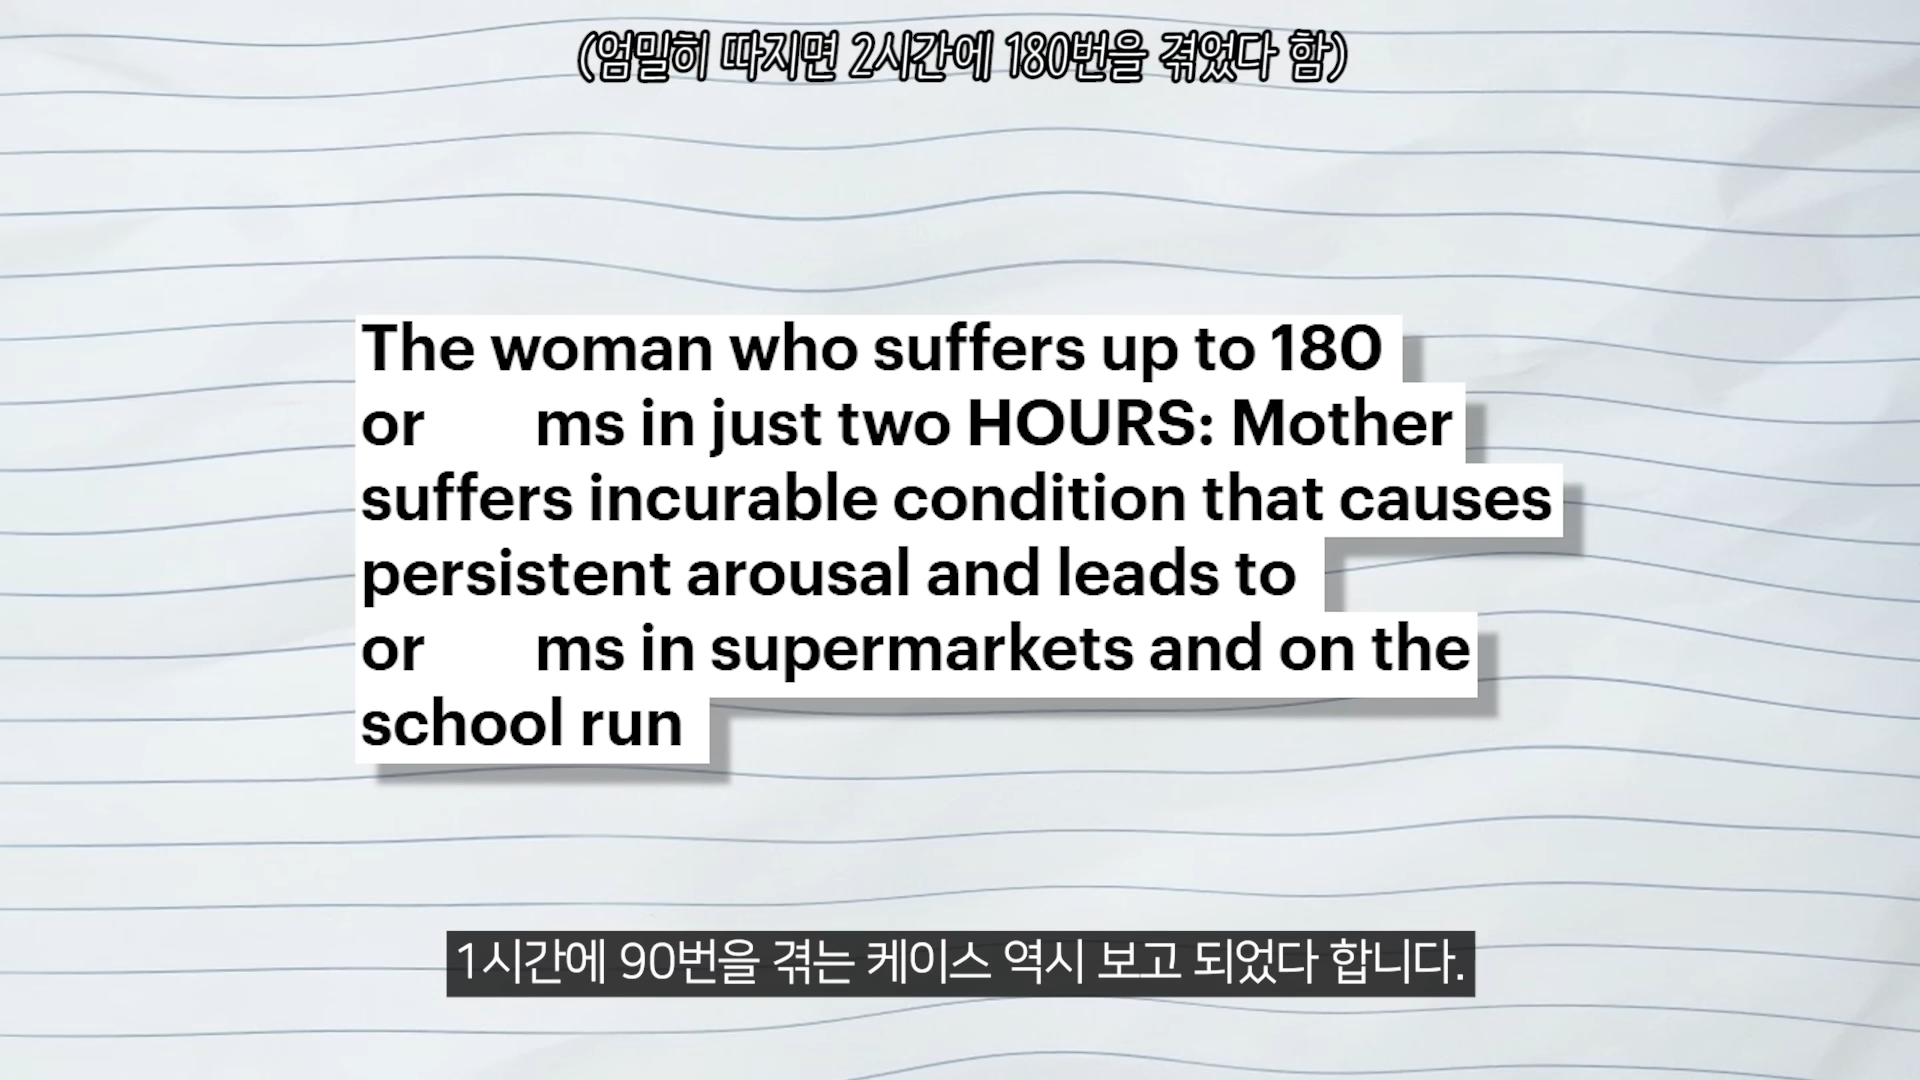 (엄밀히 따지면 2시간에 180번을 겪었다 함)
The woman who suffers up to 180
or ms in just two HOURS: Mother
suffers incurable condition that causes
persistent arousal and leads to
or ms in supermarkets and on the
school run
1시간에 90번을 겪는 케이스 역시 보고 되었다 합니다.